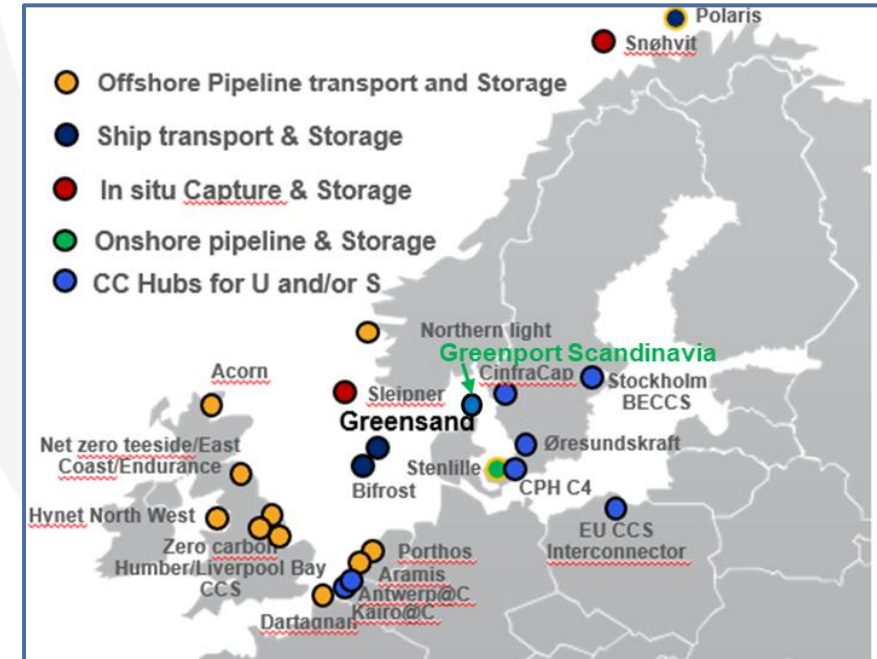 Polaris
Snøhvit
Offshore Pipeline transport and Storage
Ship transport & Storage
In situ Capture & Storage
Onshore pipeline & Storage
CC Hubs for U and/or S
Northern light
Greenport Scandinavia
Acorn
CinfraCap
Stockholm
BECCS
Sleipner
Greensand
Net zero teeside/East
Coast/Endurance
Øresundskraft
Stenlille
Bifrost
CPH C4
Hynet North West
EU CCS
Interconnector
Zero carbon
Humber/Liverpool Bay
CCS
Porthos
Aramis
Antwerp@C
Kairo@C
Dartagnan